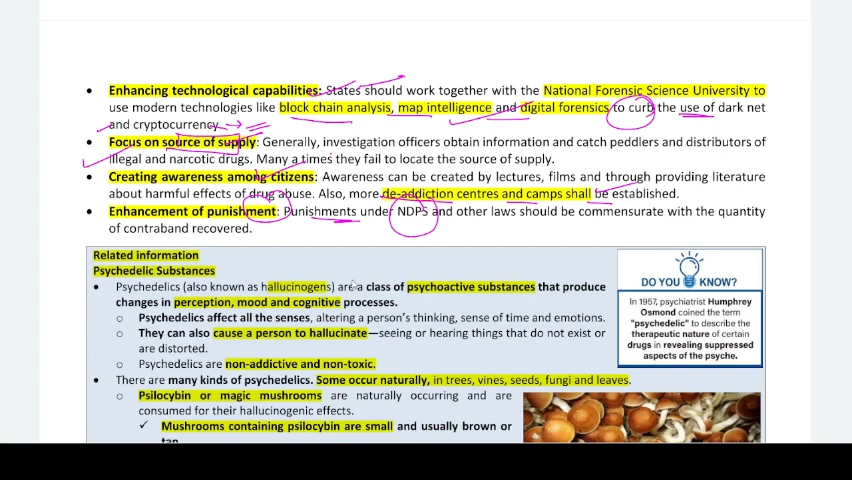 Enhancing technological capabilities: States should work together with the National Forensic Science University to
use modern technologies like block chain analysis, map intelligence and digital forensics to curb the use of dark net
and cryptocurrency.
Focus on source of supply: Generally, investigation officers obtain information and catch peddlers and distributors of
illegal and narcotic drugs. Many a times they fail to locate the source of supply.
Creating awareness among citizens: Awareness can be created by lectures, films and through providing literature
about harmful effects of drug abuse. Also, more de-addiction centres and camps shall be established.
Enhancement of punishment: Punishments under NDPS and other laws should be commensurate with the quantity
of contraband recovered.
Related information
Psychedelic Substances
Psychedelics (also known as hallucinogens) are a class of psychoactive substances that produce
changes in perception, mood and cognitive processes.
Psychedelics affect all the senses, altering a person's thinking, sense of time and emotions.
They can also cause a person to hallucinate—seeing or hearing things that do not exist or
are distorted.
Psychedelics are non-addictive and non-toxic.
There are many kinds of psychedelics. Some occur naturally, in trees, vines, seeds, fungi and leaves.
Psilocybin or magic mushrooms are naturally occurring and are
consumed for their hallucinogenic effects.
Mushrooms containing psilocybin are small and usually brown or
tan.
DO YOU KNOW?
In 1957, psychiatrist Humphrey
Osmond coined the term
"psychedelic" to describe the
therapeutic nature of certain
drugs in revealing suppressed
aspects of the psyche.